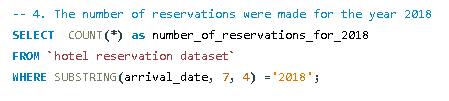 -- 4. The number of reservations were made for the year 2018
SELECT  COUNT(*) as number_of_reservations_for_2018
FROM `hotel reservation dataset`
WHERE SUBSTRING(arrival_date, 7, 4) ='2018';